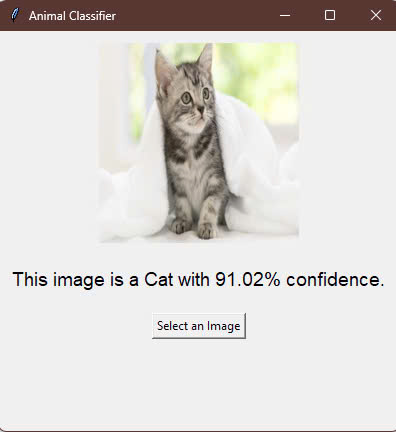 Animal Classifier
This image is a Cat with 91.02% confidence.
Select an Image